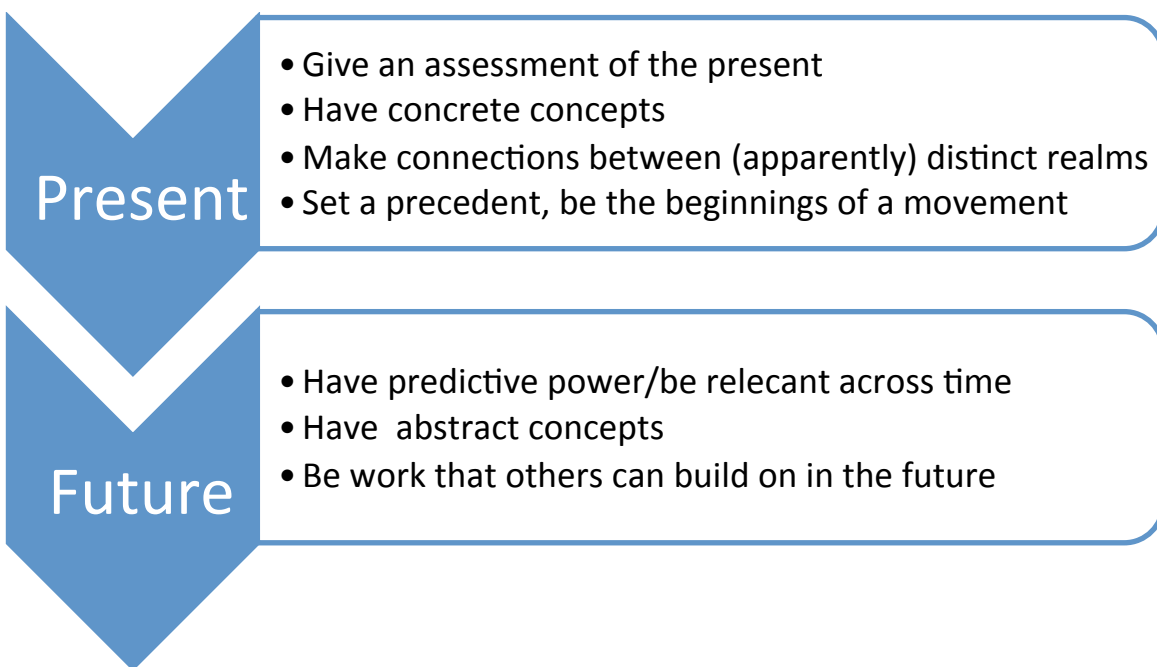 Present
• Give an assessment of the present
• Have concrete concepts
• Make connections between (apparently) distinct realms
• Set a precedent, be the beginnings of a movement
Future
• Have predictive power/be relecant across time
• Have  abstract concepts
• Be work that others can build on in the future